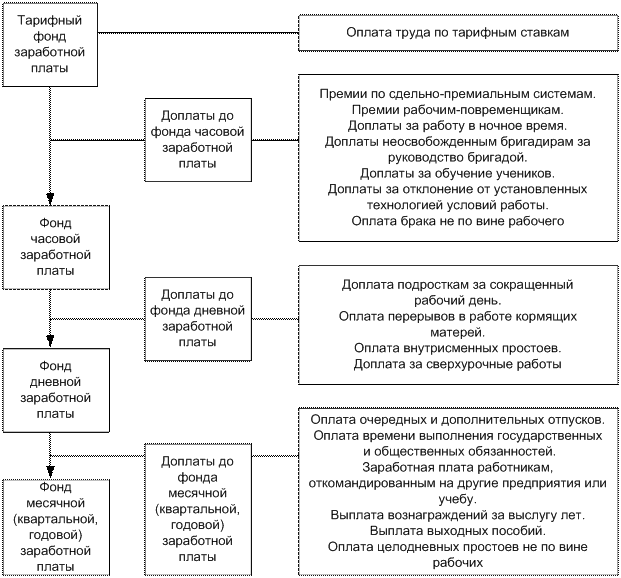 Тарифный
фонд
заработной
платы
Оплата труда по тарифным ставкам
Доплаты до
фонда часовой
заработной
платы
Премии по сдельно-премиальным системам.
Премии рабочим-повременщикам.
Доплаты за работу в ночное время.
Доплаты неосвобожденным бригадирам за
руководство бригадой.
Доплаты за обучение учеников.
Доплаты за отклонение от установленных
технологией условий работы.
Оплата брака не по вине рабочего
Фонд
часовой
заработной
платы
Доплаты до
фонда дневной
заработной
платы
Доплата подросткам за сокращенный
рабочий день.
Оплата перерывов в работе кормящих
матерей.
Оплата внутрисменных простоев.
Доплата за сверхурочные работы
Фонд
дневной
заработной
платы
Доплаты до
фонда
месячной
(квартальной,
годовой)
заработной
платы
Оплата очередных и дополнительных отпусков.
Оплата времени выполнения государственных
и общественных обязанностей.
Заработная плата работникам,
откомандированным на другие предприятия или
учебу.
Выплата вознаграждений за выслугу лет.
Выплата выходных пособий.
Оплата целодневных простоев не по вине
рабочих
Фонд
месячной
(квартальной,
годовой)
заработной
платы